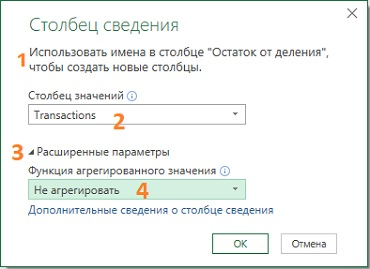 Столбец сведения
1 Использовать имена в столбце "Остаток от деления",
чтобы создать новые столбцы.
Столбец значений
Transactions 2
3 Расширенные параметры
Функция агрегированного значения
Не агрегировать 4
Дополнительные сведения о столбце сведения
ОК Отмена